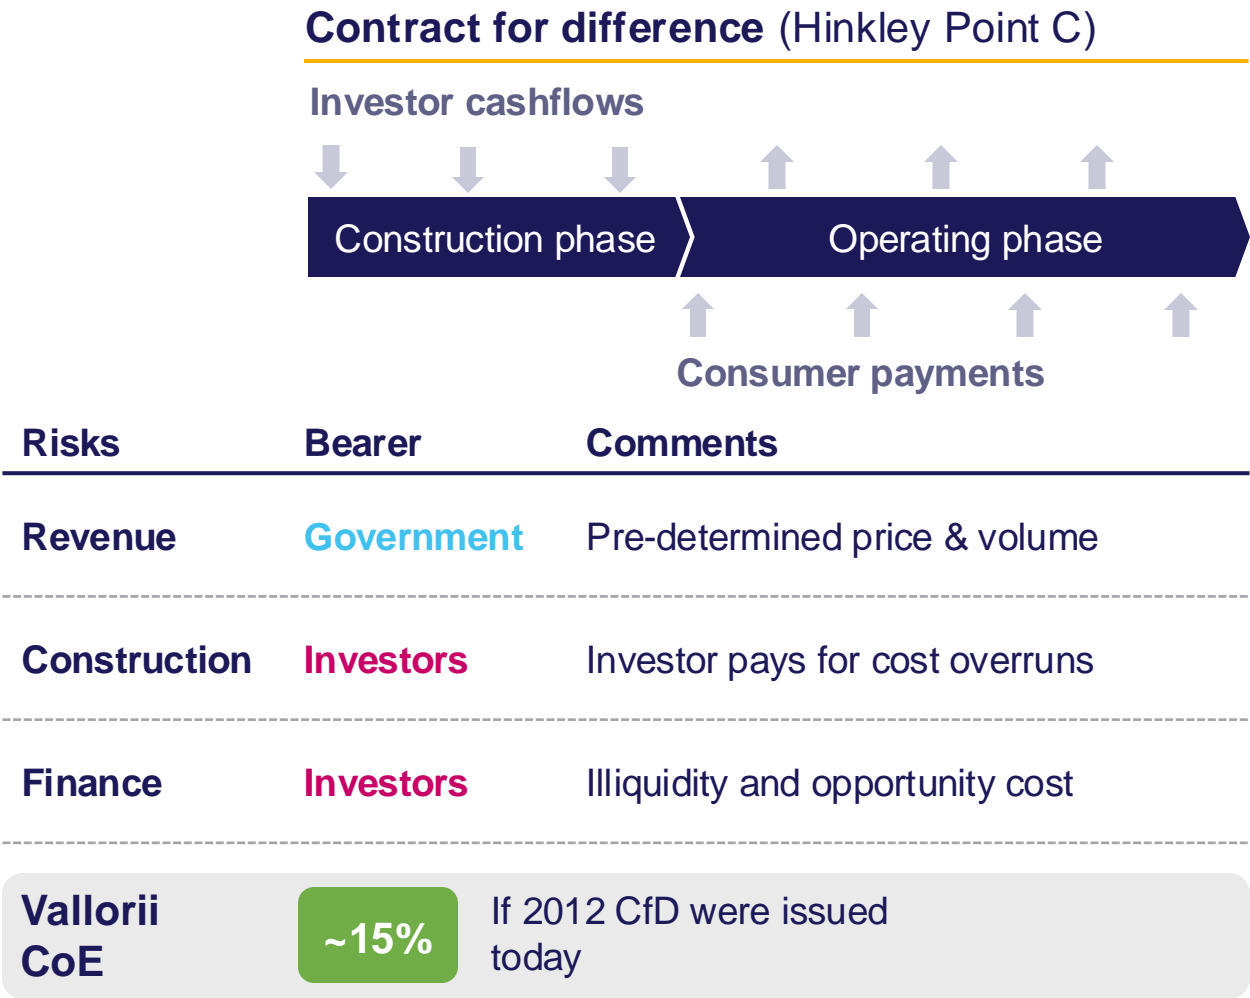 Contract for difference (Hinkley Point C)
Investor cashflows
Construction phase
Operating phase
Consumer payments
Risks Bearer Comments
Revenue Government Pre-determined price & volume
Construction Investors Investor pays for cost overruns
Finance Investors Illiquidity and opportunity cost
Vallorii
CoE
~15%
If 2012 CfD were issued
today